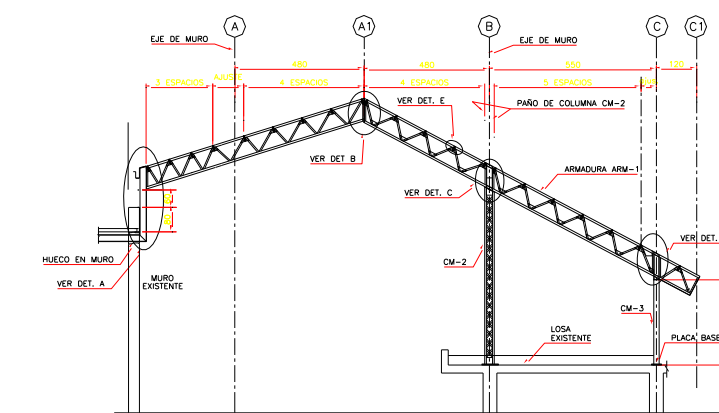 A
A1
B
C
C1
EJE DE MURO
EJE DE MURO
480
480
650
120
3 ESPACIOS
AJUSTE
4 ESPACIOS
4 ESPACIOS
5 ESPACIOS
VER DET. E
PAÑO DE COLUMNA CM-2
VER DET B
ARMADURA ARM-1
VER DET. C
VER DET.
HUECO EN MURO
CM-2
VER DET. A
MURO
EXISTENTE
CM-3
LOSA
EXISTENTE
PLACA BASE